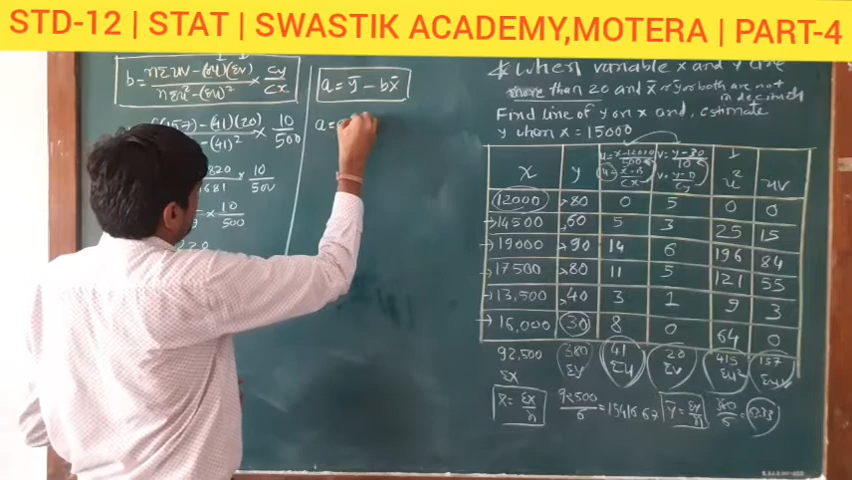 STD-12 | STAT | SWASTIK ACADEMY,MOTERA | PART-4
b = nΣuv - (Σu)(Σv) / nΣu² - (Σu)² × Cy/Cx
(157) - (41)(20) / - (41)² × 10/500
820 / 1681 × 10/500
× 10/500
220
a = ȳ - bx̄
a =
* When variable x and y are
more than 20 and x̄ ȳ or both are not
in decimal
Find line of y on x and, estimate
y when x = 15000
x y u = x-12000/500 v = y-30/10 u² uv
u = x-A/Cx v = y-B/Cy
12000 80 0 5 0 0
14500 60 5 3 25 15
19000 90 14 6 196 84
17500 80 11 5 121 55
13,500 40 3 1 9 3
16,000 30 8 0 64 0
92,500 380 41 20 415 157
Σx Σy Σu Σv Σu² Σuv
x̄ = Σx/n 92500/6 = 15416.67 ȳ = Σy/n 380/6 = 63.33